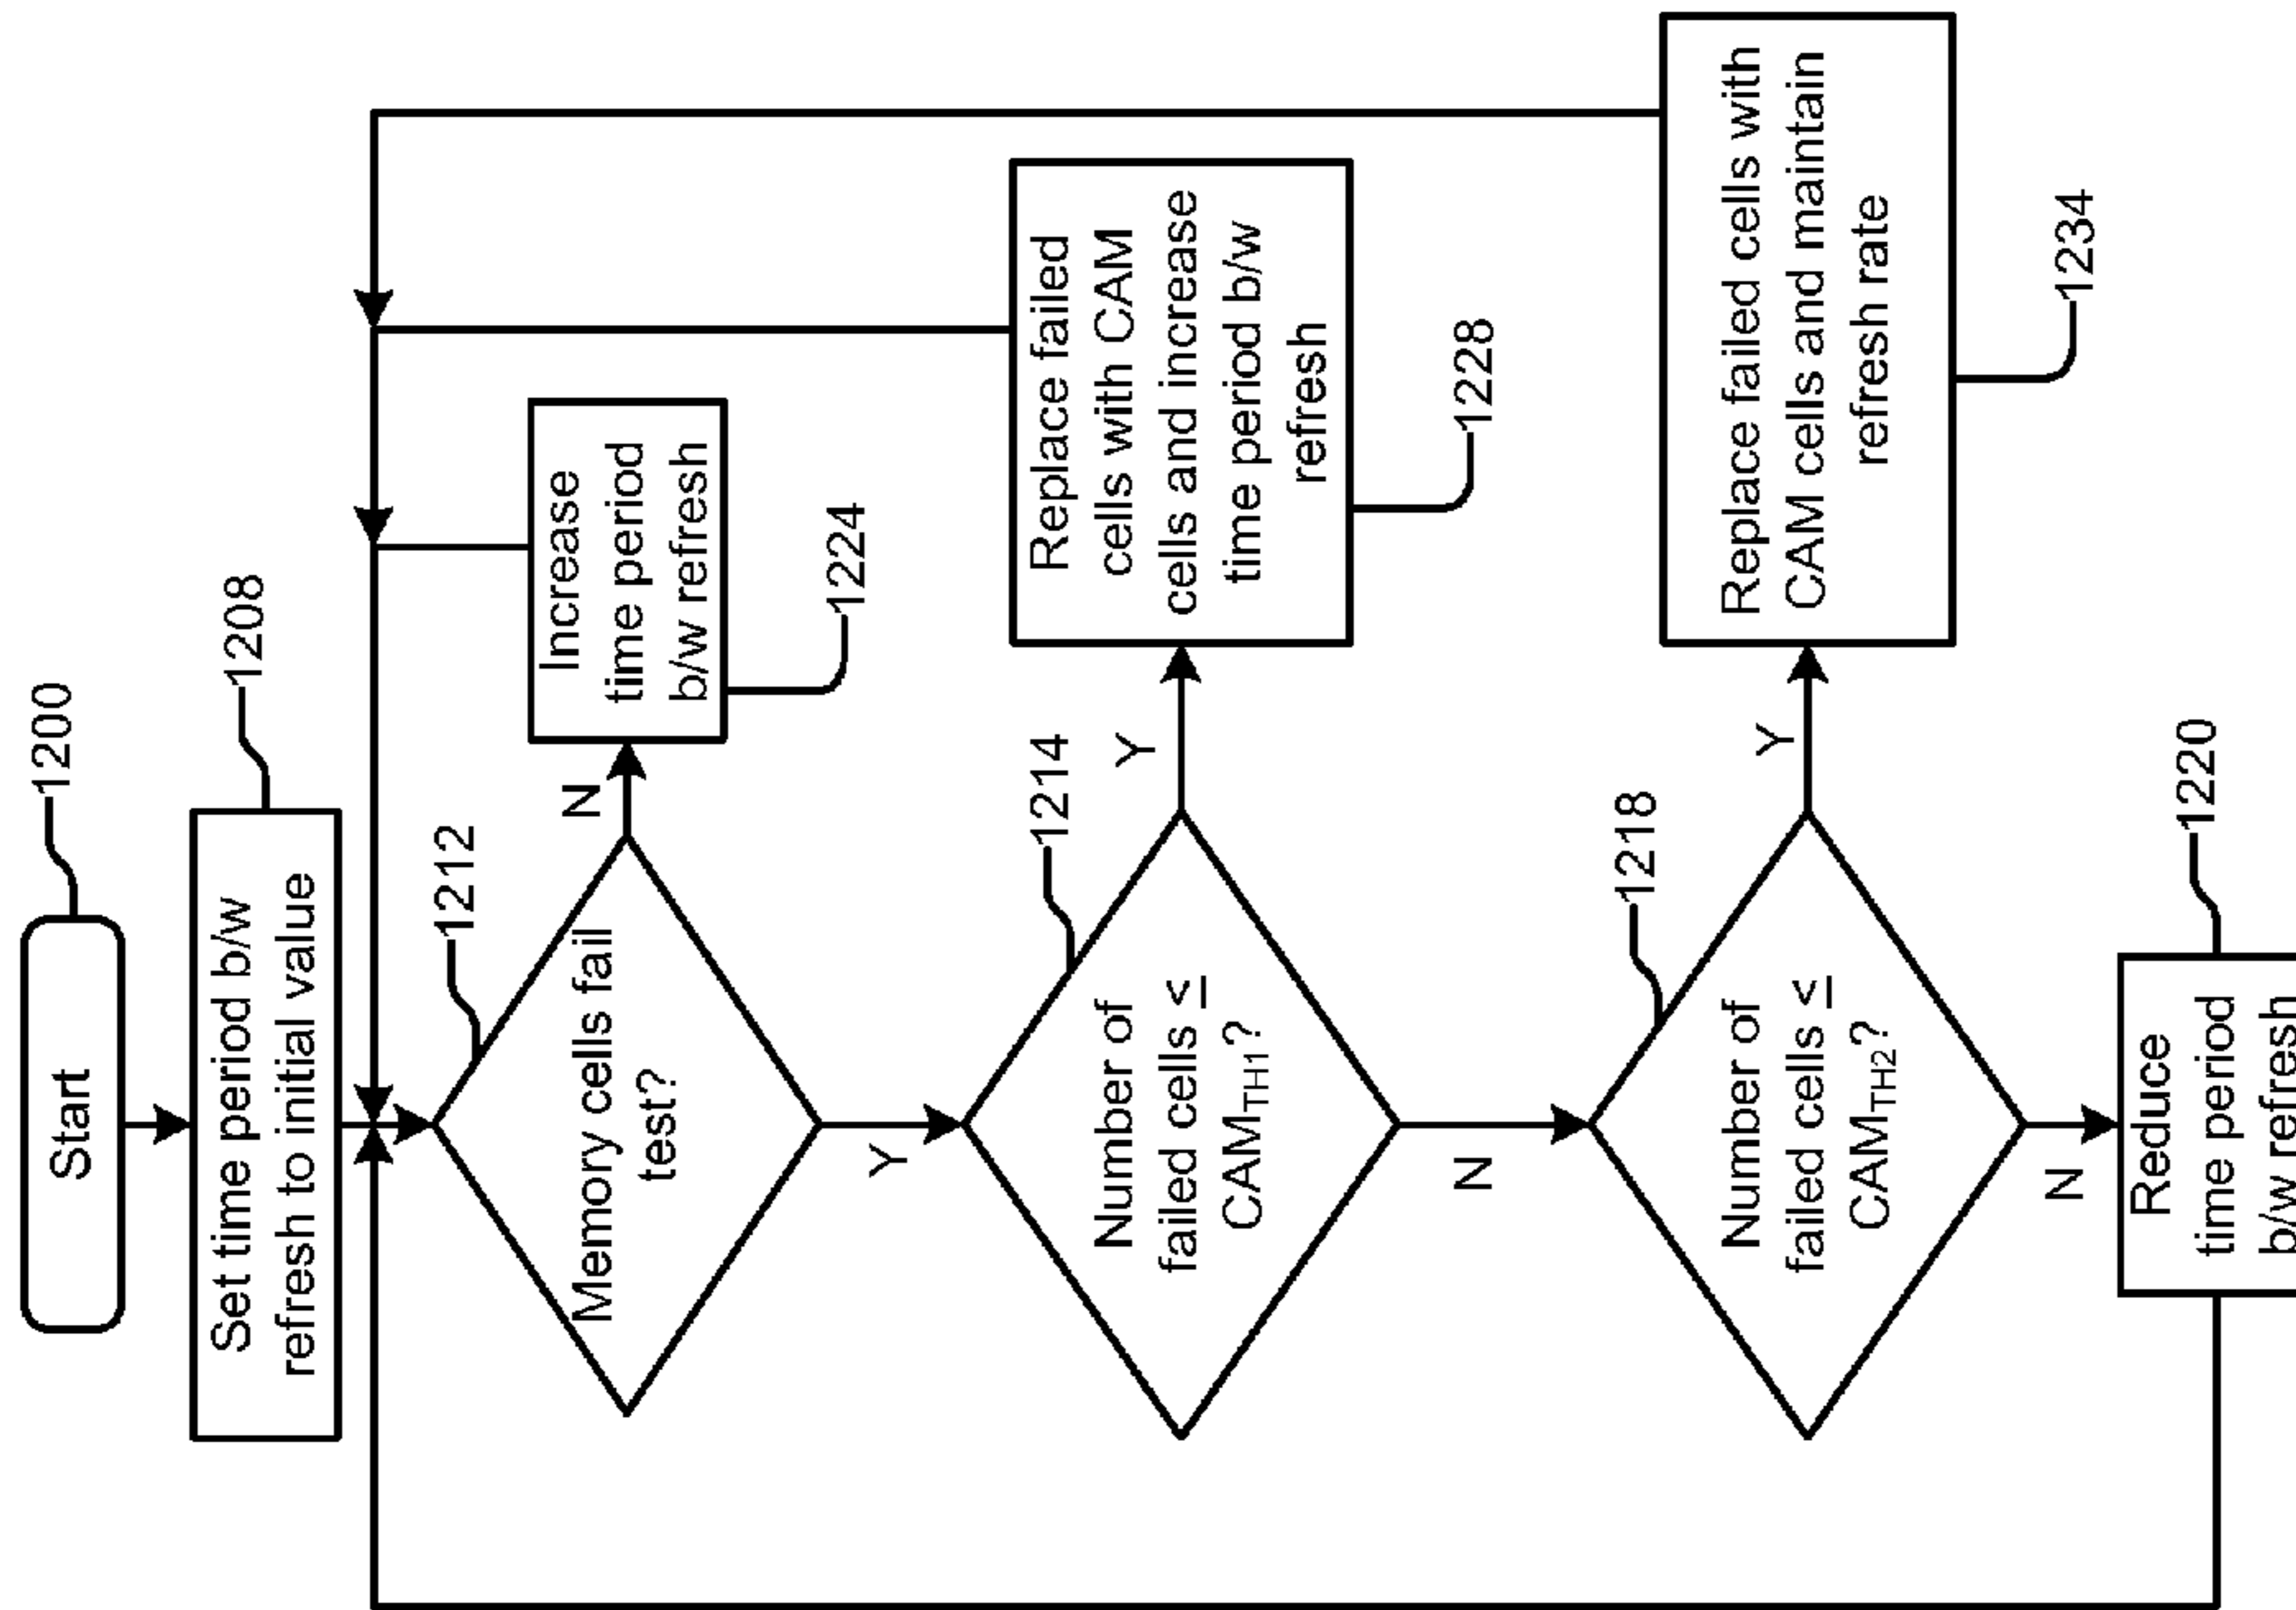 Start
1200
Set time period b/w
refresh to initial value
1208
Memory cells fail
test?
1212
N
Increase
time period
b/w refresh
1224
Y
Number of
failed cells ≤
CAMTH1?
1214
Y
Replace failed
cells with CAM
cells and increase
time period b/w
refresh
1228
N
Number of
failed cells ≤
CAMTH2?
1218
Y
Replace failed cells with
CAM cells and maintain
refresh rate
1234
N
Reduce
time period
b/w refresh
1220